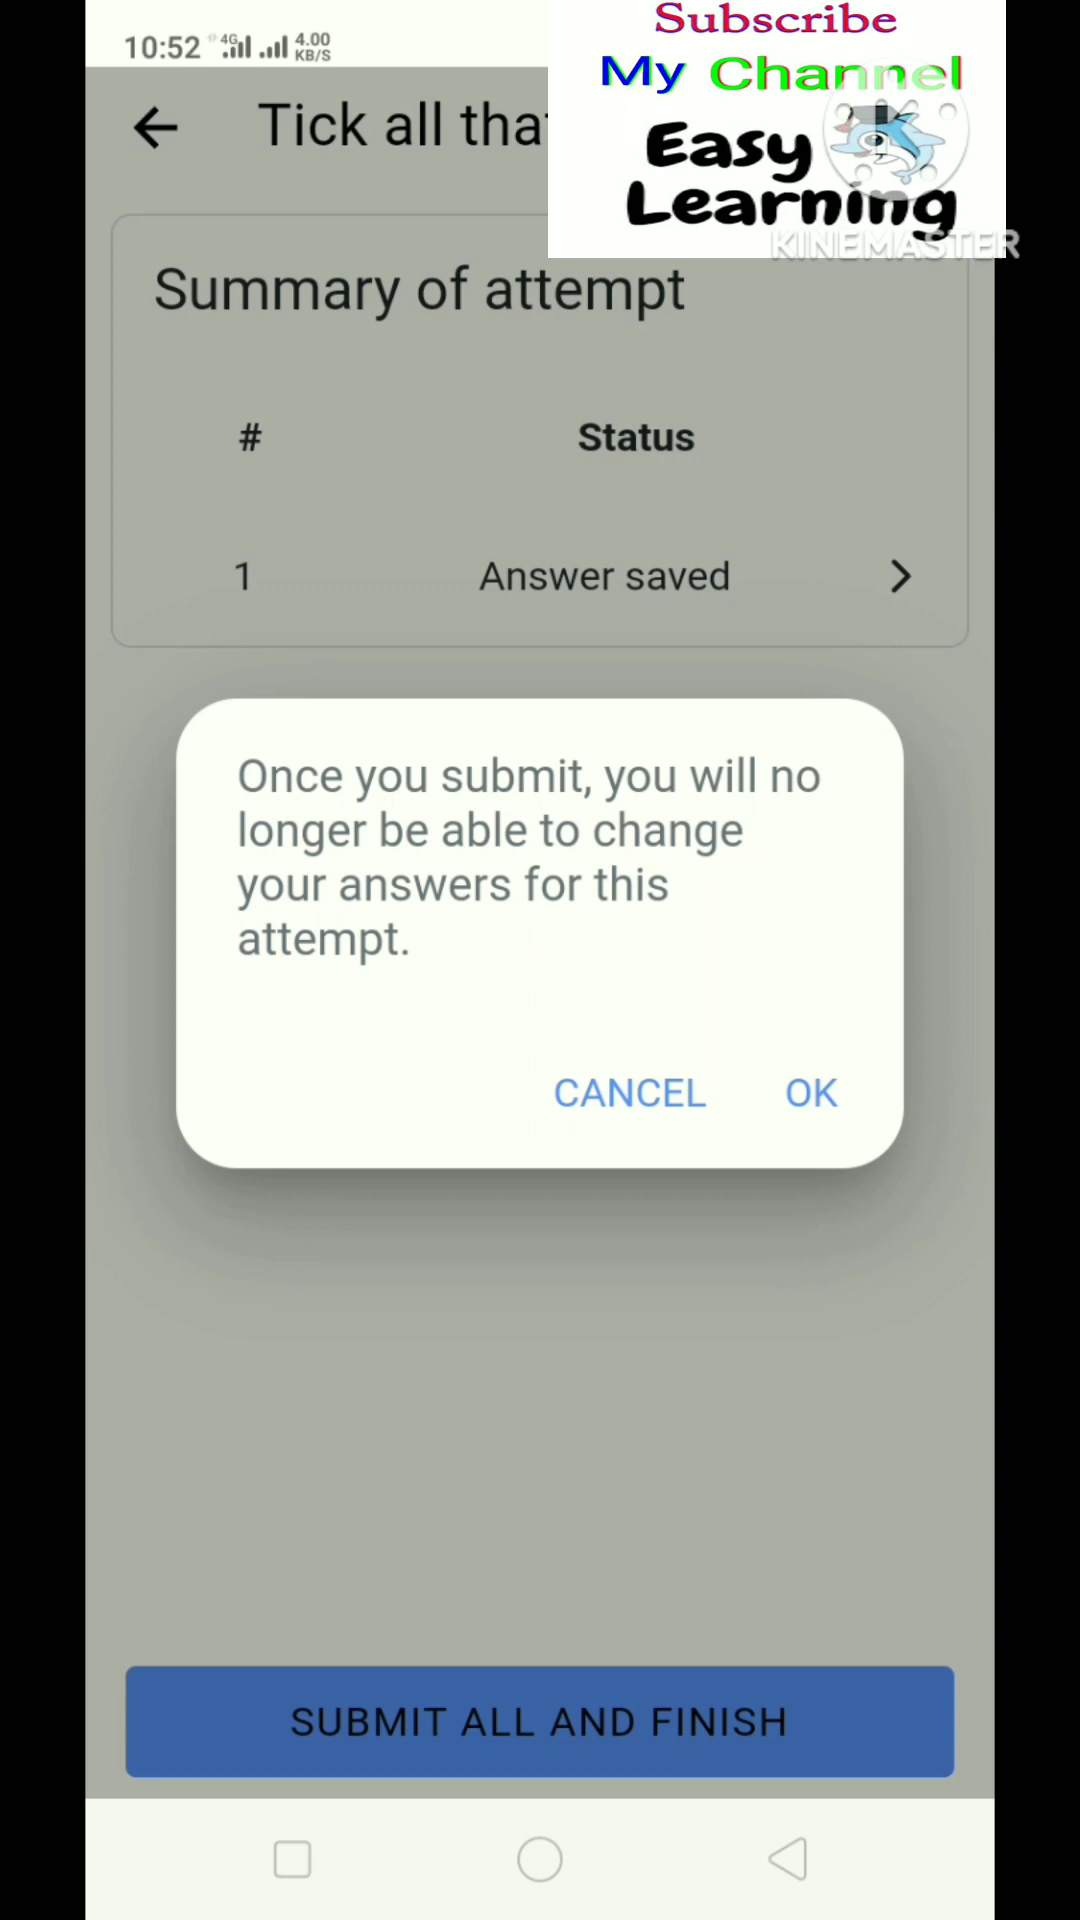 Subscribe
My Channel
Easy
Learning
KINEMASTER
10:52 4G 4.00
KB/S
Tick all tha
Summary of attempt
# Status
1 Answer saved
Once you submit, you will no
longer be able to change
your answers for this
attempt.
CANCEL OK
SUBMIT ALL AND FINISH